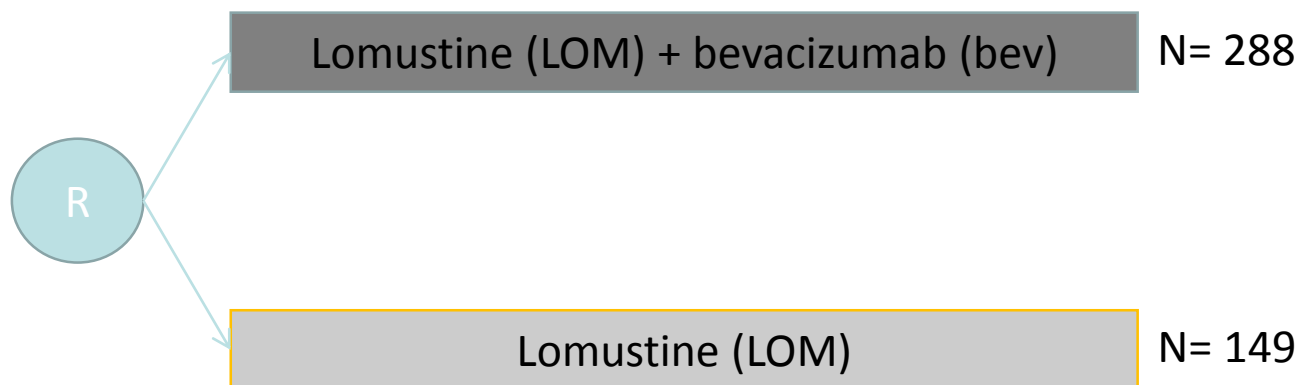 Lomustine (LOM) + bevacizumab (bev)
N= 288
R
Lomustine (LOM)
N= 149